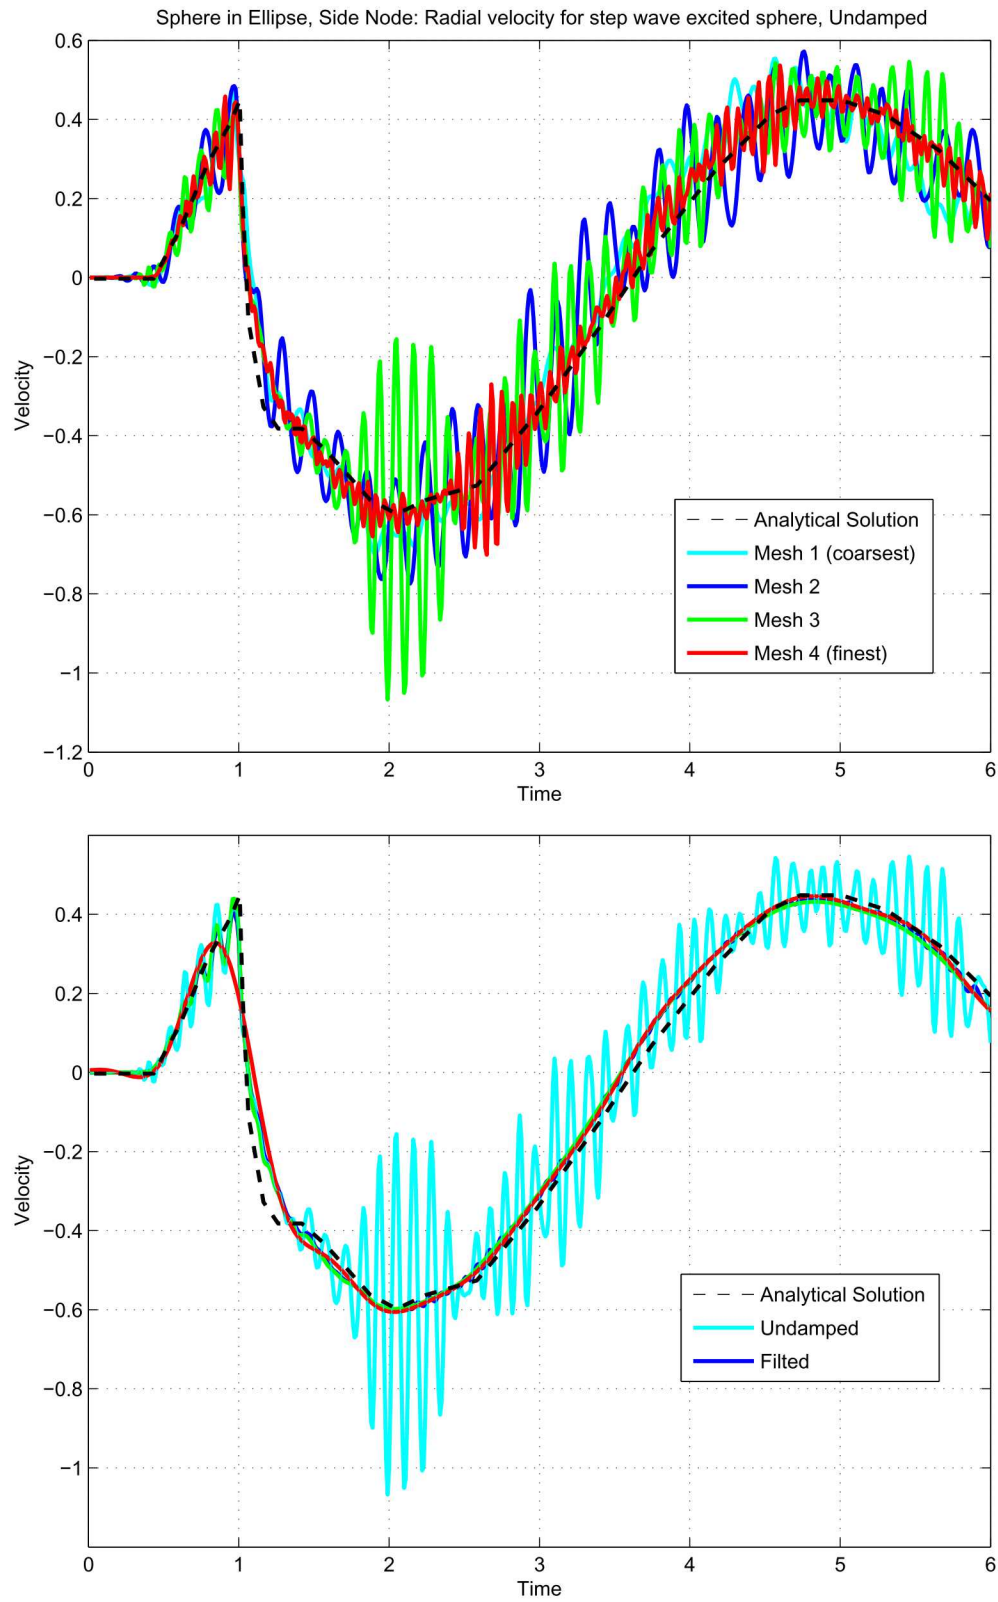 Sphere in Ellipse, Side Node: Radial velocity for step wave excited sphere, Undamped
0.6
0.4
0.2
0
−0.2
−0.4
−0.6
−0.8
−1
−1.2
Velocity
Analytical Solution
Mesh 1 (coarsest)
Mesh 2
Mesh 3
Mesh 4 (finest)
0 1 2 3 4 5 6
Time
0.4
0.2
0
−0.2
−0.4
−0.6
−0.8
−1
Velocity
Analytical Solution
Undamped
Filted
0 1 2 3 4 5 6
Time